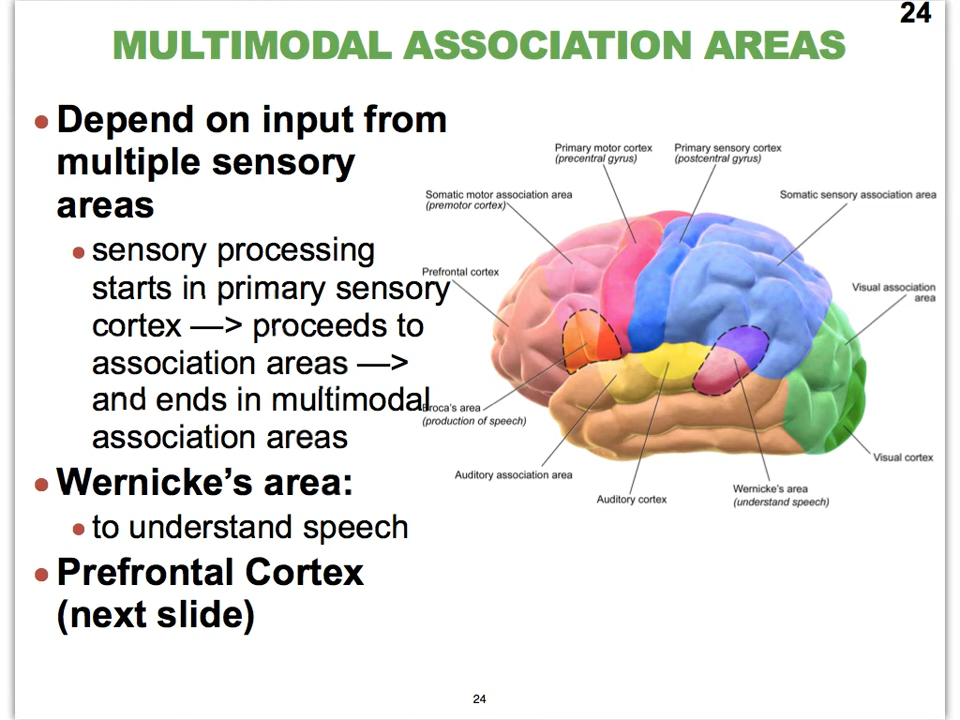 24
MULTIMODAL ASSOCIATION AREAS
• Depend on input from
multiple sensory
areas
• sensory processing
starts in primary sensory
cortex —> proceeds to
association areas —>
and ends in multimodal
association areas
• Wernicke’s area:
• to understand speech
• Prefrontal Cortex
(next slide)
Primary motor cortex
(precentral gyrus)
Primary sensory cortex
(postcentral gyrus)
Somatic motor association area
(premotor cortex)
Somatic sensory association area
Prefrontal cortex
Visual association
area
Broca’s area
(production of speech)
Visual cortex
Auditory association area
Auditory cortex
Wernicke’s area
(understand speech)
24